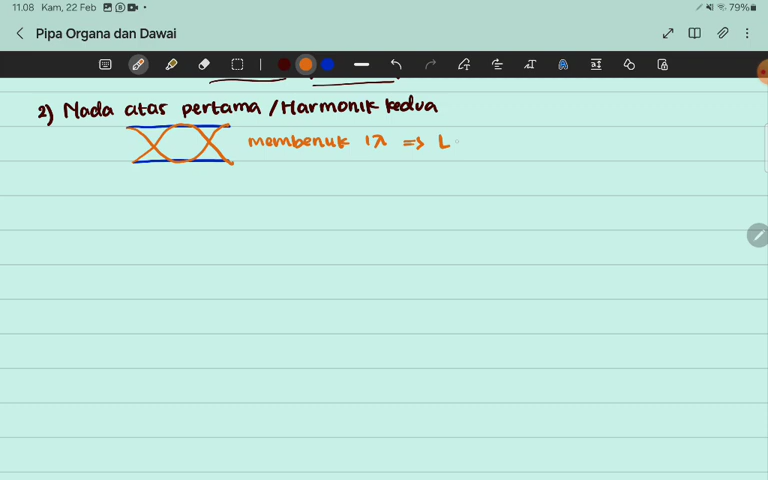 11.08 Kam, 22 Feb 79%
Pipa Organa dan Dawai
2) Nada atas pertama / Harmonik kedua
membenuk 1λ => L